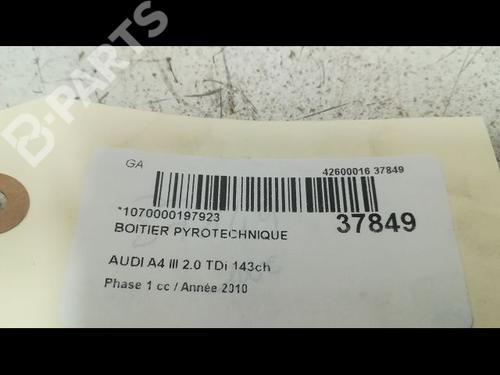 B-PARTS
GA
42600016 37849
*1070000197923
37849
BOITIER PYROTECHNIQUE
AUDI A4 III 2.0 TDi 143ch
Phase 1 cc / Année 2010